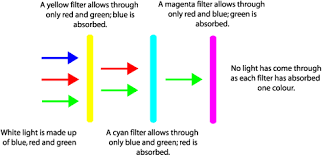 A yellow filter allows through
only red and green; blue is
absorbed.
A magenta filter allows through
only red and blue; green is
absorbed.
No light has come through
as each filter has absorbed
one colour.
White light is made up
of blue, red and green
A cyan filter allows through
only blue and green; red is
absorbed.